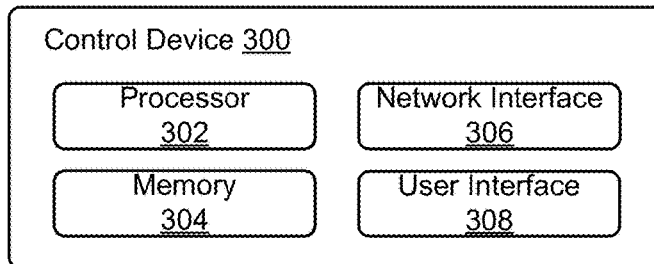 Control Device 300
Processor
302
Network Interface
306
Memory
304
User Interface
308